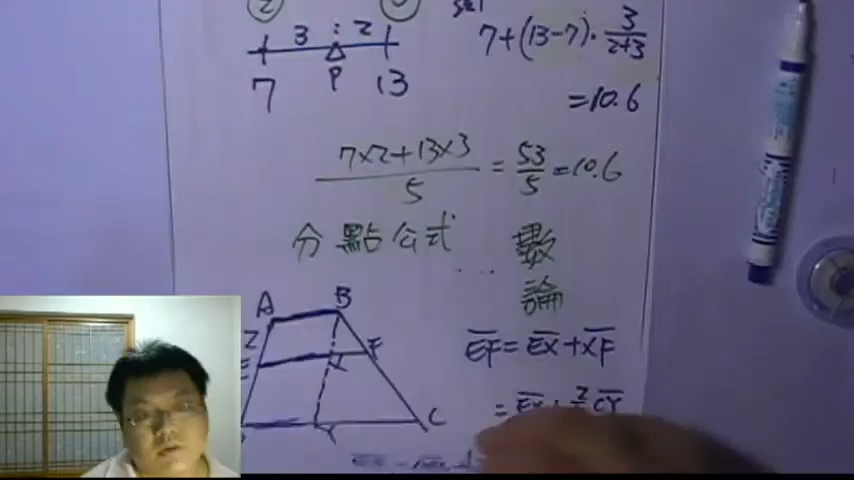 3 : 2
7 P 13
7+(13-7)·3/(2+3)
=10.6
(7×2+13×3)/5 = 53/5 = 10.6
分點公式
數論
A B
2
E X F
Y C
EF = EX + XF